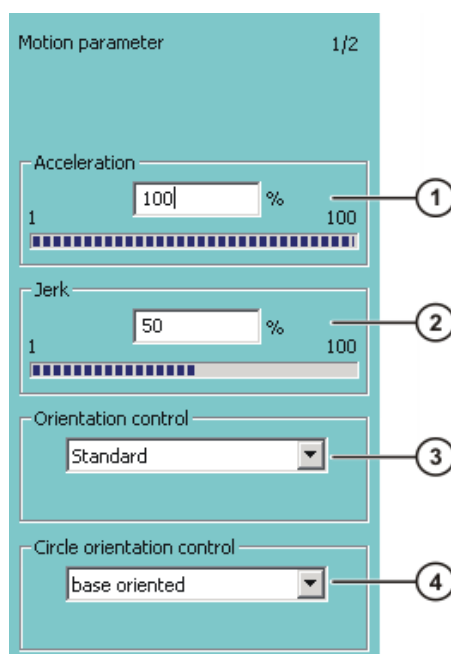 Motion parameter 1/2
Acceleration
100 %
1 100
1
Jerk
50 %
1 100
2
Orientation control
Standard
3
Circle orientation control
base oriented
4